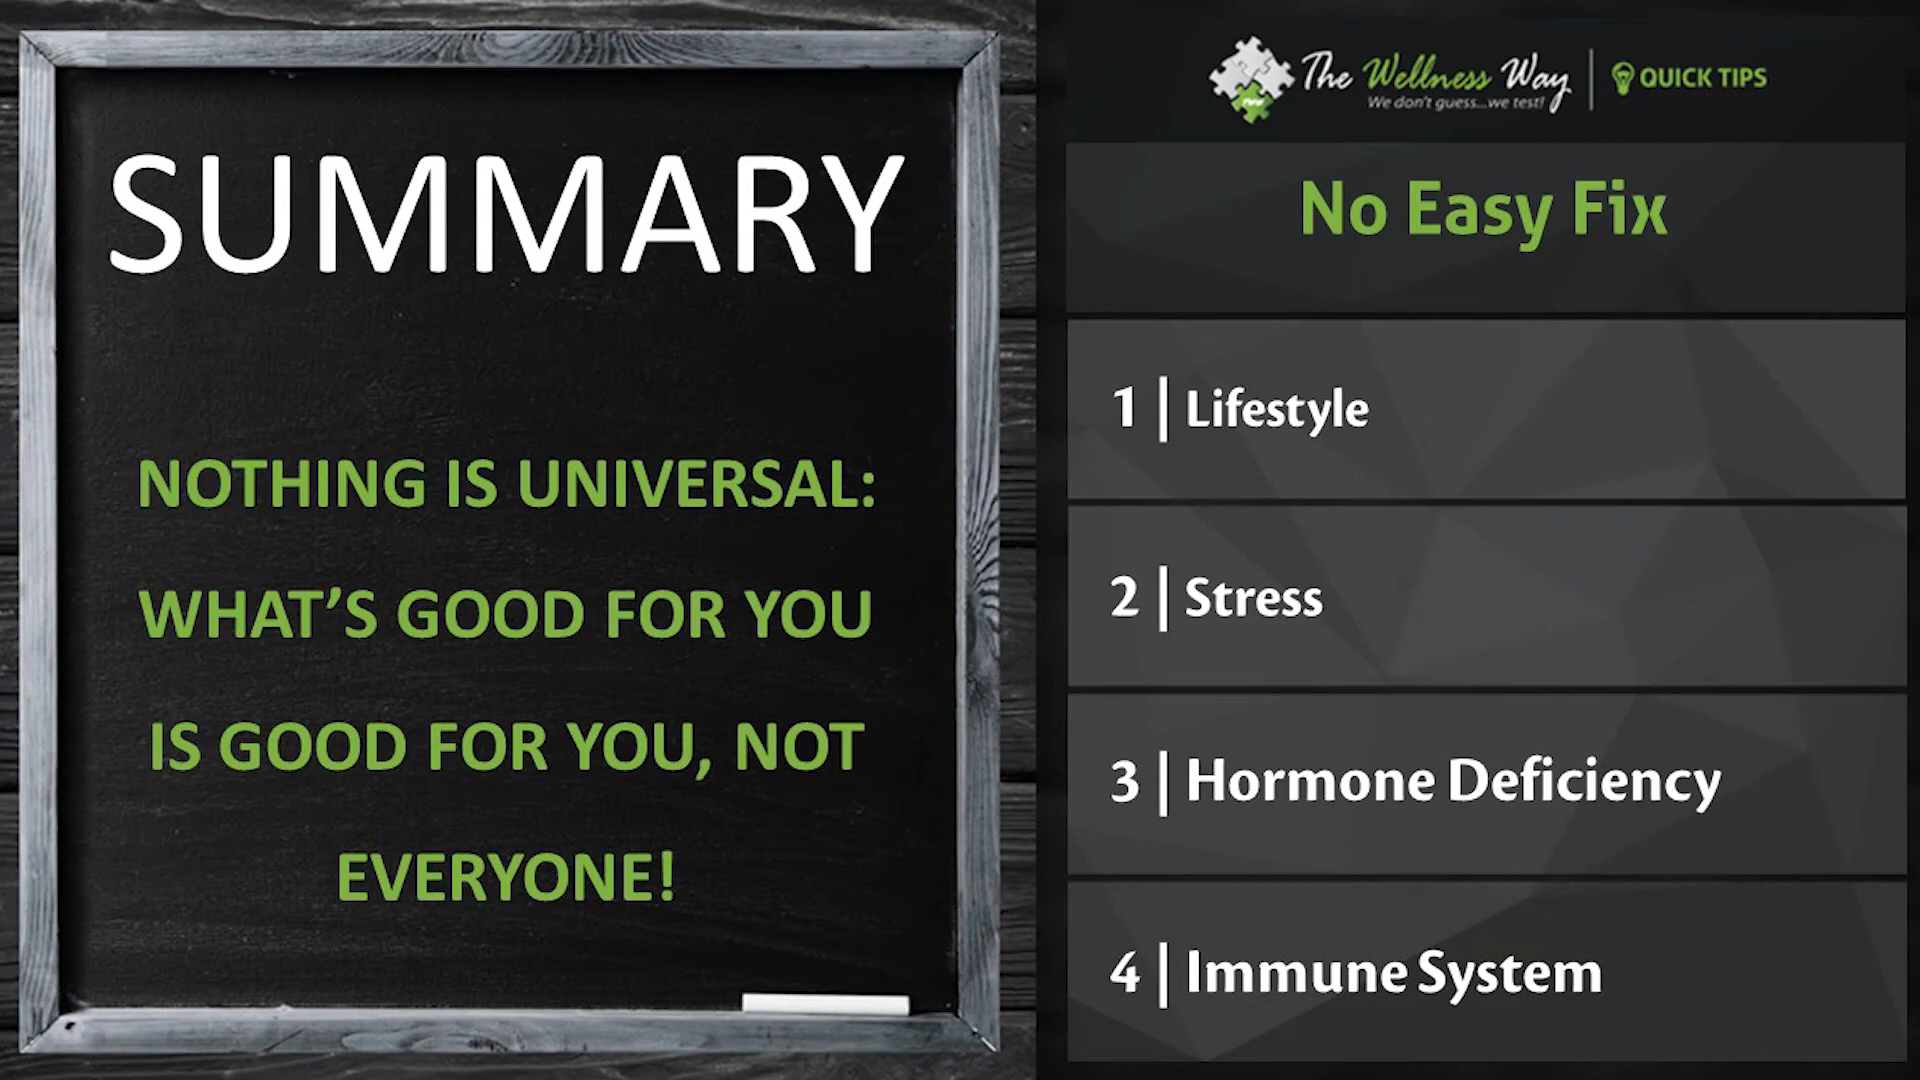 SUMMARY
NOTHING IS UNIVERSAL:
WHAT'S GOOD FOR YOU
IS GOOD FOR YOU, NOT
EVERYONE!
The Wellness Way
We don't guess...we test!
QUICK TIPS
No Easy Fix
1 | Lifestyle
2 | Stress
3 | Hormone Deficiency
4 | Immune System